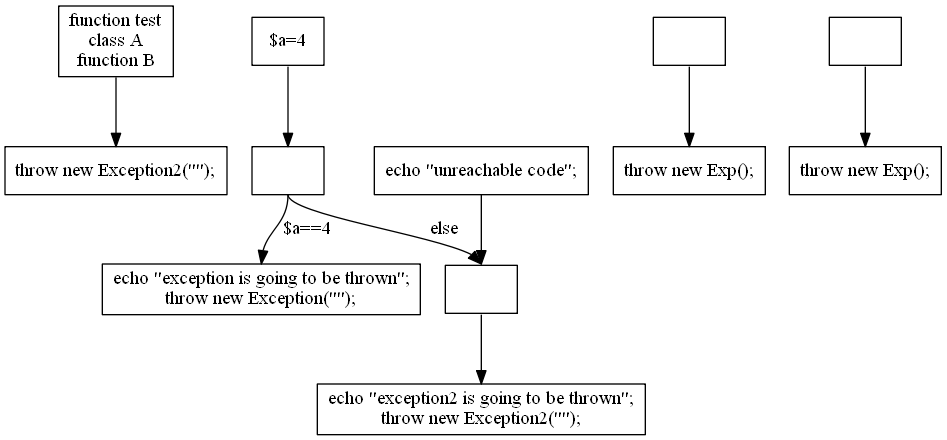 function test
class A
function B
$a=4
throw new Exception2("");
echo "unreachable code";
throw new Exp();
throw new Exp();
$a==4
else
echo "exception is going to be thrown";
throw new Exception("");
echo "exception2 is going to be thrown";
throw new Exception2("");